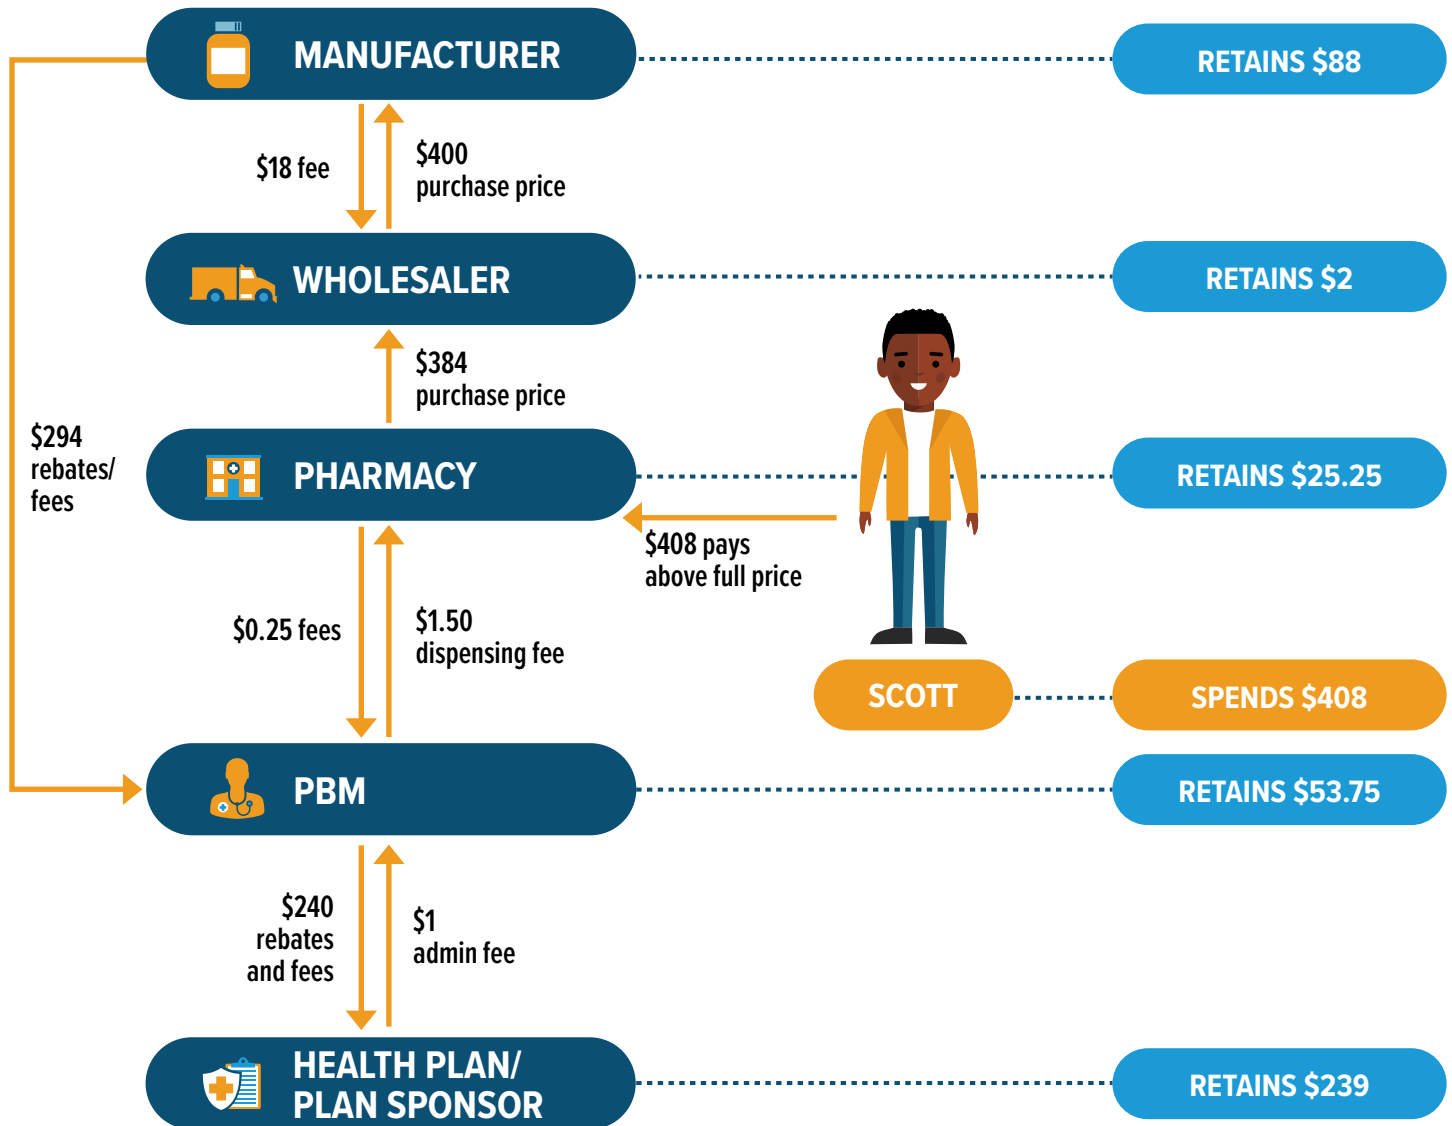 MANUFACTURER
RETAINS $88
$18 fee
$400
purchase price
WHOLESALER
RETAINS $2
$384
purchase price
$294
rebates/
fees
PHARMACY
RETAINS $25.25
$408 pays
above full price
$0.25 fees
$1.50
dispensing fee
SCOTT
SPENDS $408
PBM
RETAINS $53.75
$240
rebates
and fees
$1
admin fee
HEALTH PLAN/
PLAN SPONSOR
RETAINS $239